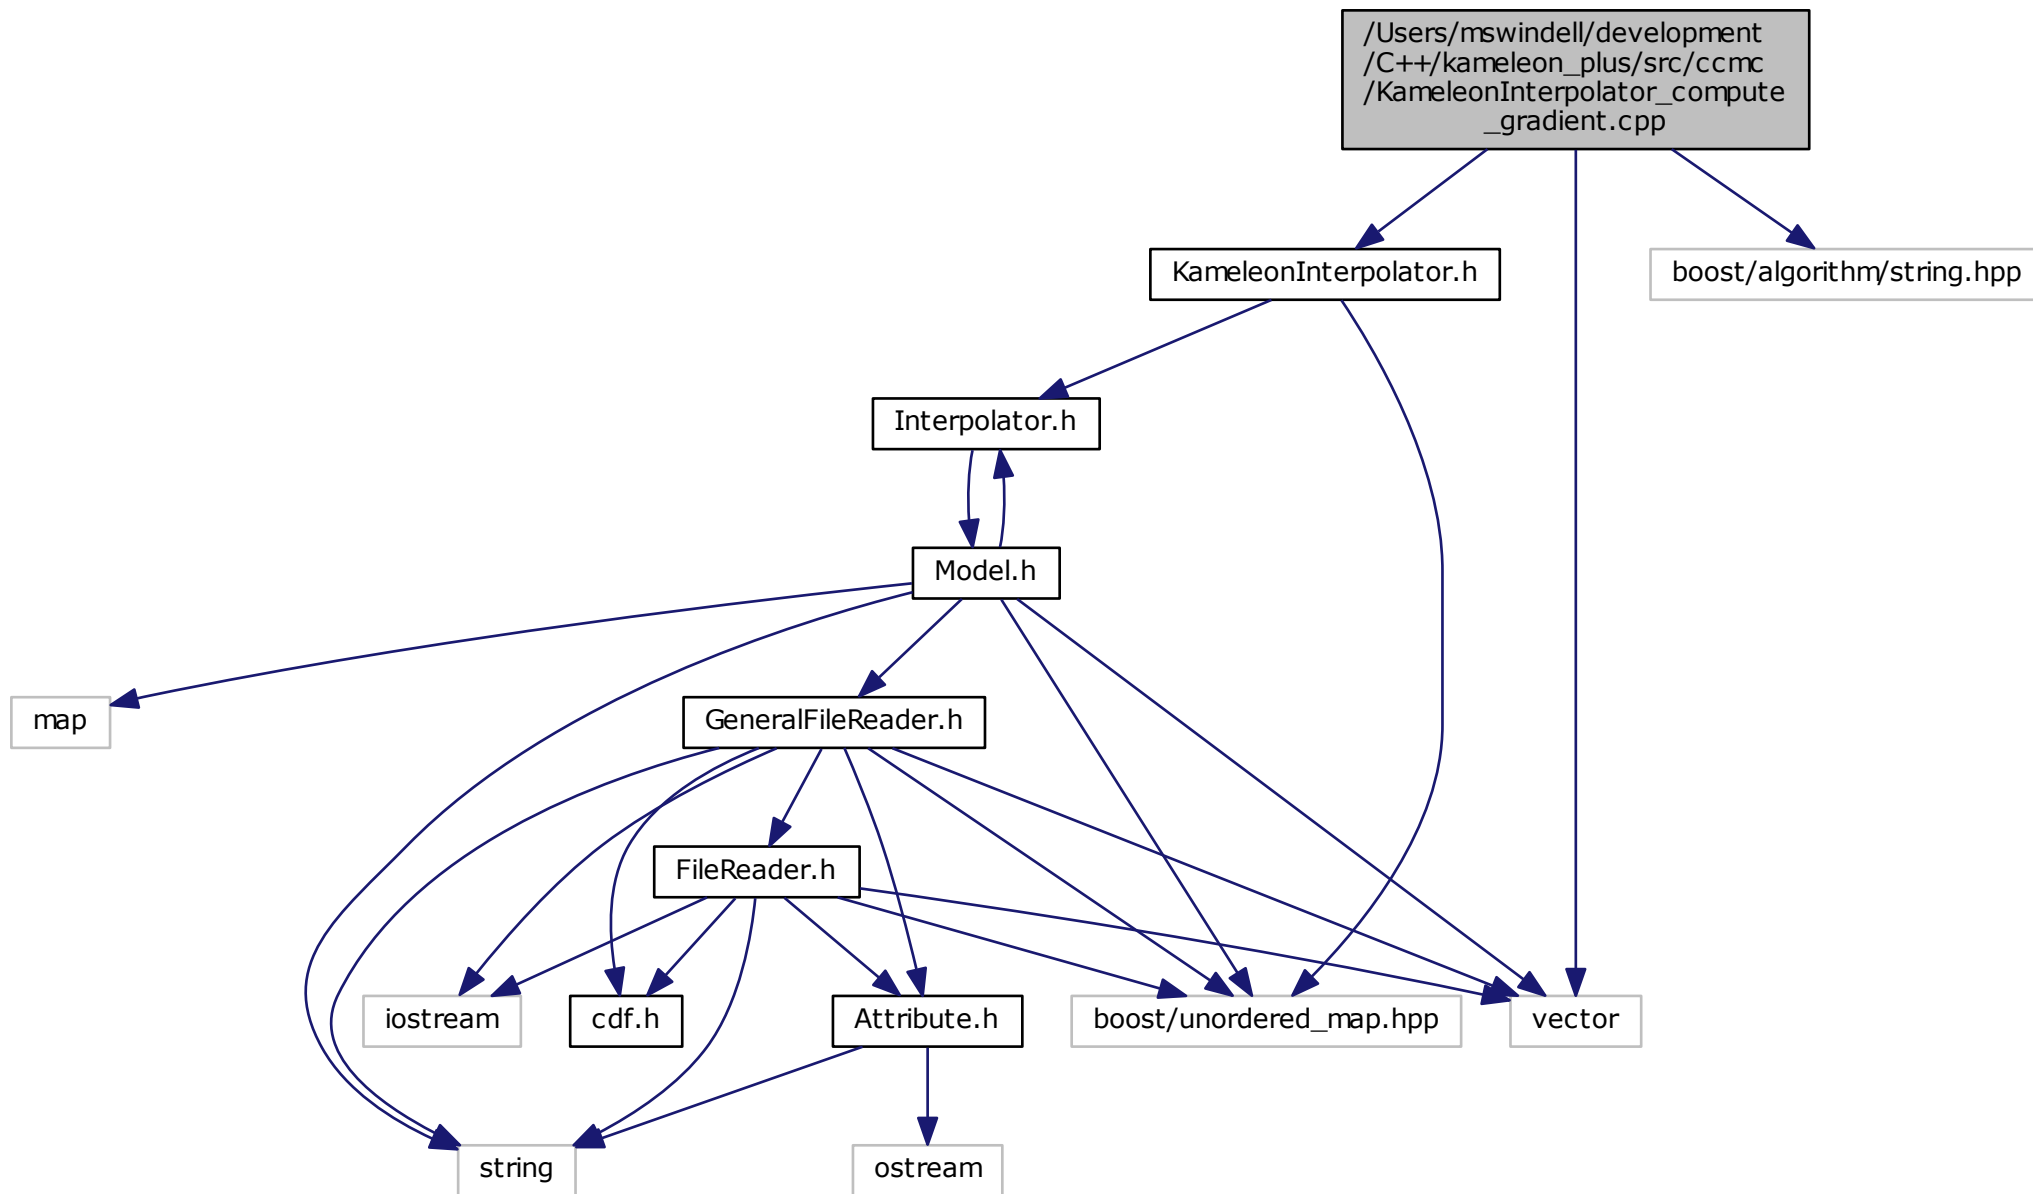 /Users/mswindell/development
/C++/kameleon_plus/src/ccmc
/KameleonInterpolator_compute
_gradient.cpp
KameleonInterpolator.h
boost/algorithm/string.hpp
Interpolator.h
Model.h
map
GeneralFileReader.h
FileReader.h
iostream
cdf.h
Attribute.h
boost/unordered_map.hpp
vector
string
ostream